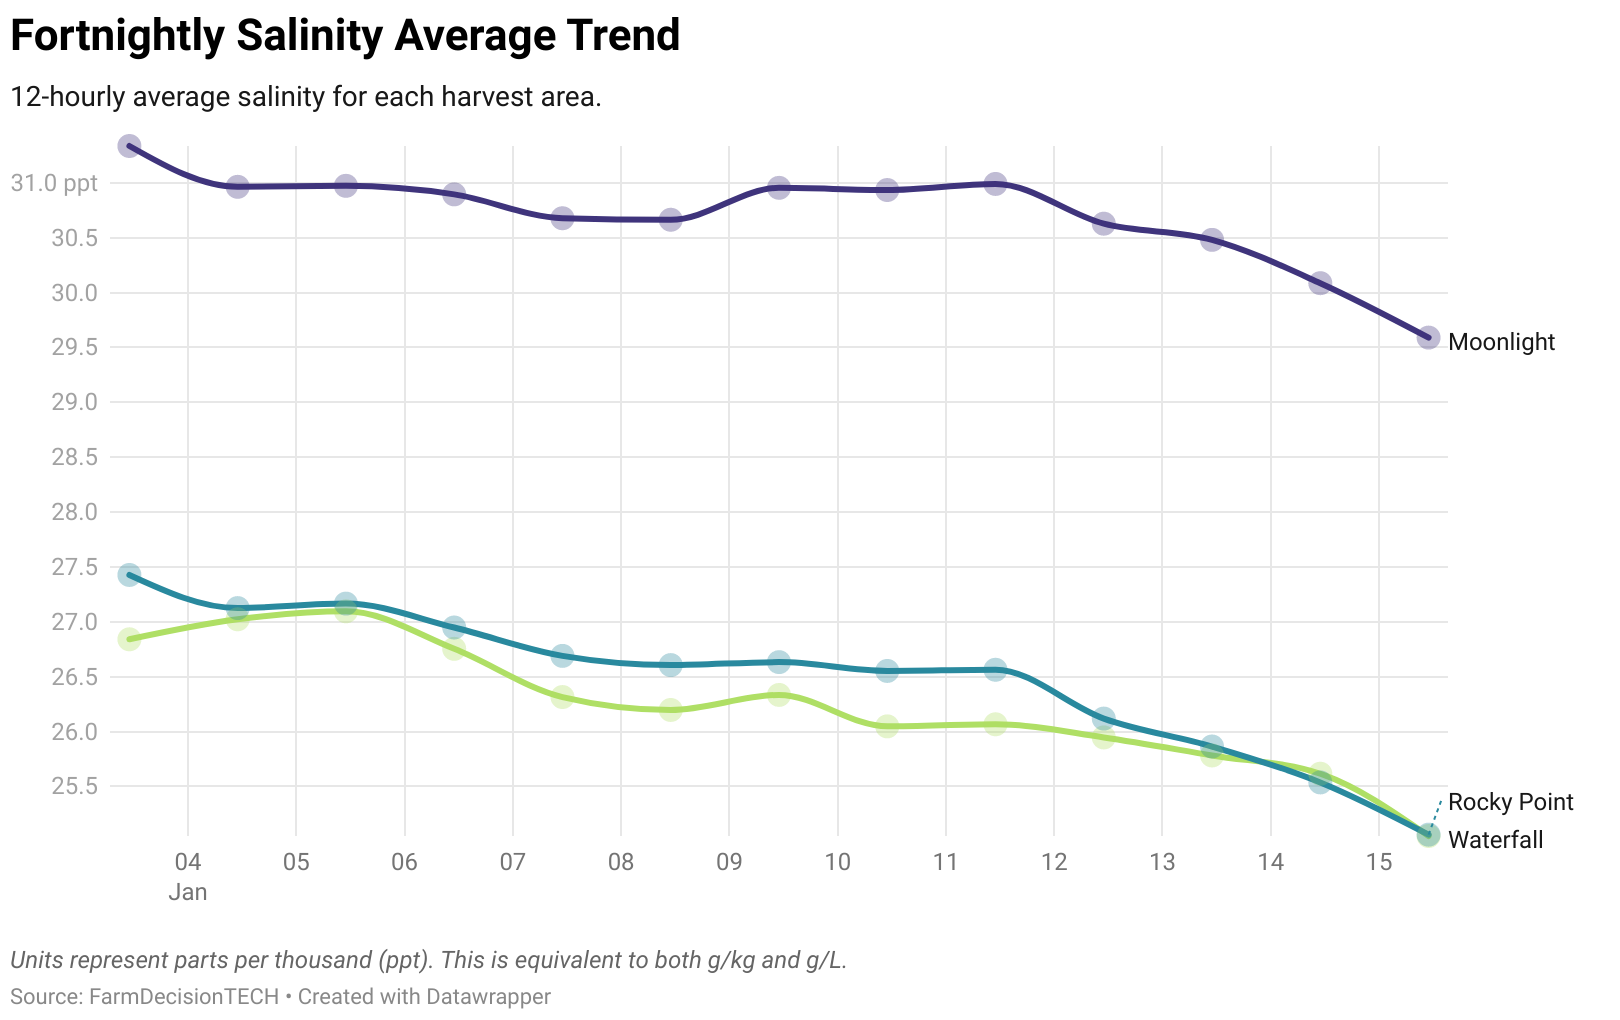 Fortnightly Salinity Average Trend
12-hourly average salinity for each harvest area.
31.0 ppt
30.5
30.0
29.5
Moonlight
29.0
28.5
28.0
27.5
27.0
26.5
26.0
25.5
Rocky Point
Waterfall
04 05 06 07 08 09 10 11 12 13 14 15
Jan
Units represent parts per thousand (ppt). This is equivalent to both g/kg and g/L.
Source: FarmDecisionTECH • Created with Datawrapper